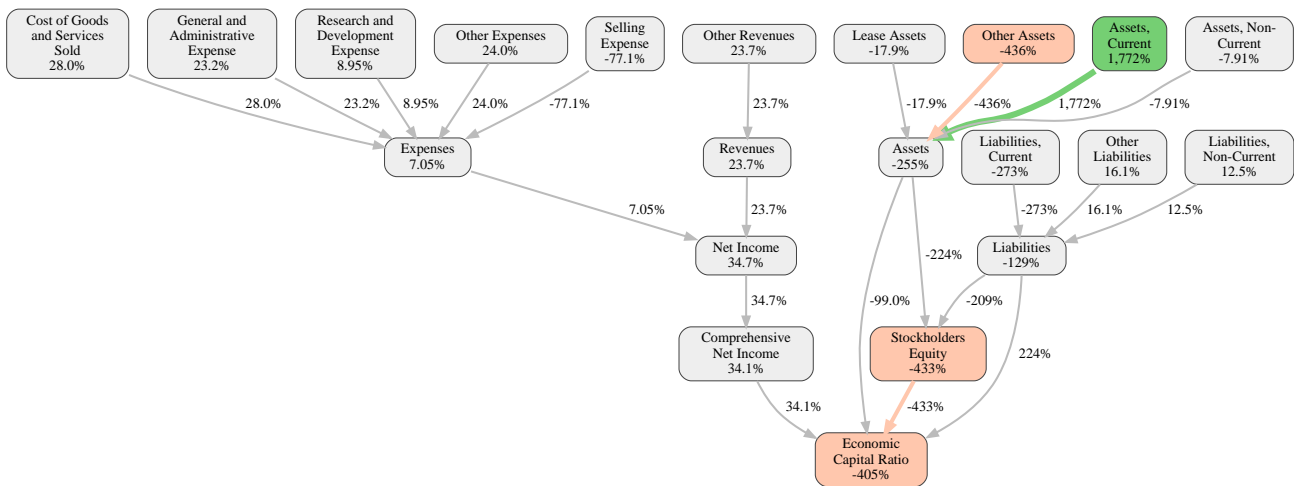 Cost of Goods
and Services
Sold
28.0%
General and
Administrative
Expense
23.2%
Research and
Development
Expense
8.95%
Other Expenses
24.0%
Selling
Expense
-77.1%
Other Revenues
23.7%
Lease Assets
-17.9%
Other Assets
-436%
Assets,
Current
1,772%
Assets, Non-
Current
-7.91%
28.0%
23.2%
8.95%
24.0%
-77.1%
23.7%
-17.9%
-436%
1,772%
-7.91%
Expenses
7.05%
Revenues
23.7%
Assets
-255%
Liabilities,
Current
-273%
Other
Liabilities
16.1%
Liabilities,
Non-Current
12.5%
7.05%
23.7%
-273%
16.1%
12.5%
Net Income
34.7%
-224%
Liabilities
-129%
34.7%
-99.0%
-209%
Comprehensive
Net Income
34.1%
Stockholders
Equity
-433%
224%
34.1%
-433%
Economic
Capital Ratio
-405%